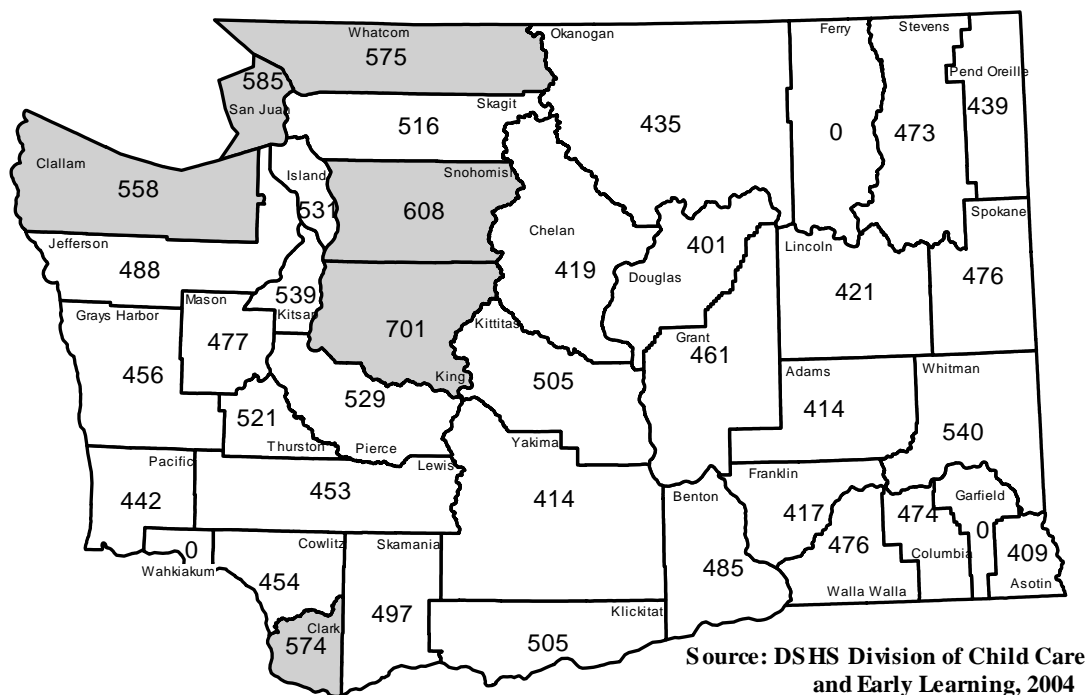 Whatcom
575
Okanogan
435
Ferry
0
Stevens
473
Pend Oreille
439
585
San Juan
Skagit
516
Clallam
558
Island
531
Snohomish
608
Chelan
419
401
Douglas
Lincoln
421
Spokane
476
Jefferson
488
539
Kitsap
Mason
477
Grays Harbor
456
701
King
Kittitas
505
Grant
461
Adams
414
Whitman
540
529
Pierce
521
Thurston
Yakima
414
Pacific
442
Lewis
453
Benton
485
Franklin
417
476
Walla Walla
474
Columbia
Garfield
0
409
Asotin
0
Wahkiakum
Cowlitz
454
Skamania
497
Clark
574
Klickitat
505
Source: DSHS Division of Child Care
and Early Learning, 2004